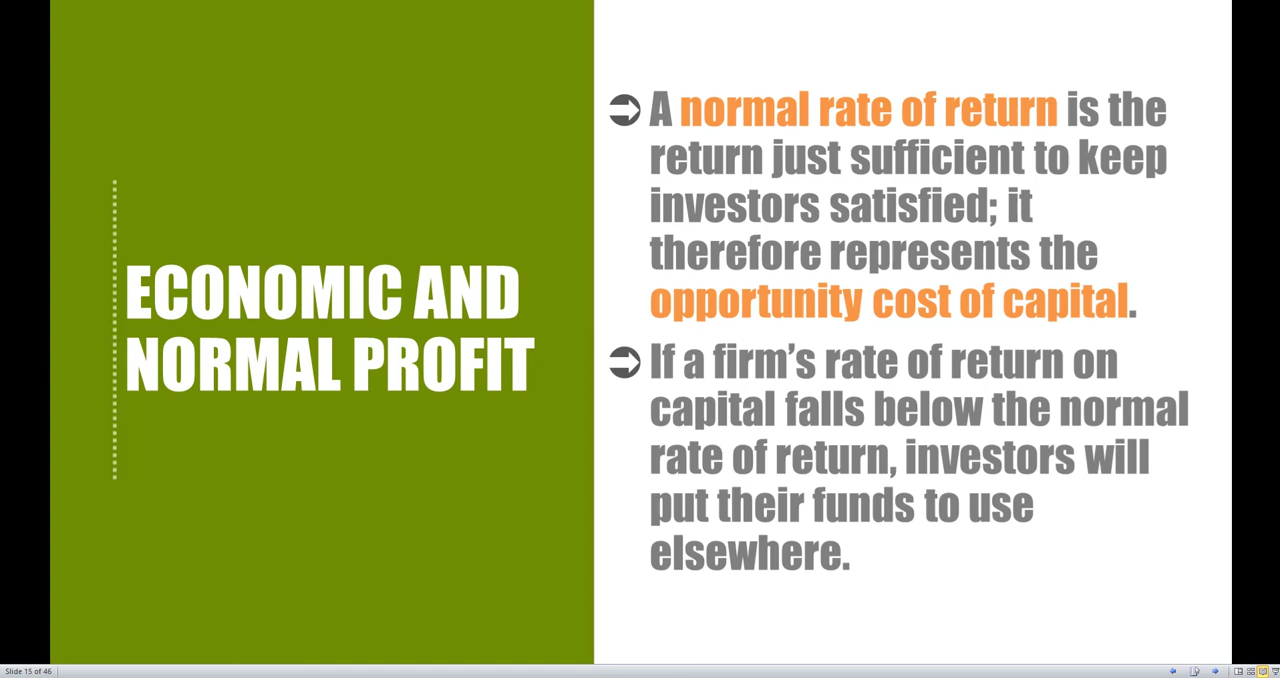 ECONOMIC AND
NORMAL PROFIT
A normal rate of return is the
return just sufficient to keep
investors satisfied; it
therefore represents the
opportunity cost of capital.
If a firm’s rate of return on
capital falls below the normal
rate of return, investors will
put their funds to use
elsewhere.
Slide 15 of 46